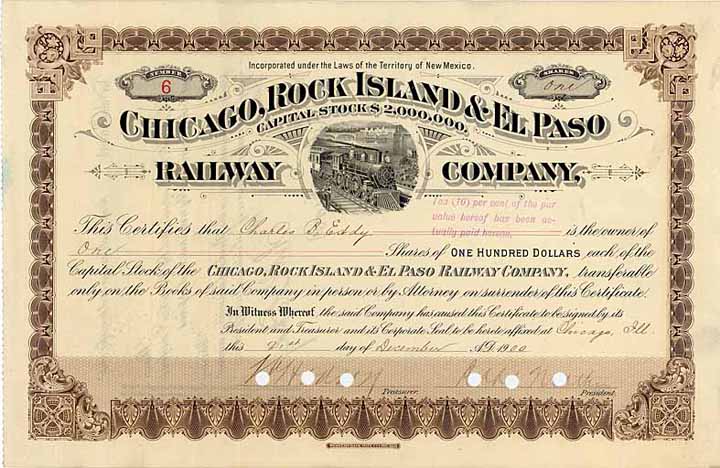 Incorporated under the Laws of the Territory of New Mexico.
NUMBER
6
SHARES
One
CHICAGO, ROCK ISLAND & EL PASO
CAPITAL STOCK $2,000,000.
RAILWAY COMPANY,
Ten (10) per cent of the par
value hereof has been ac-
tually paid hereon.
This Certifies that Charles B. Eddy is the owner of
One Shares of ONE HUNDRED DOLLARS each of the
Capital Stock of the CHICAGO, ROCK ISLAND & EL PASO RAILWAY COMPANY, transferable
only on the Books of said Company in person or by Attorney on surrender of this Certificate.
In Witness Whereof the said Company has caused this Certificate to be signed by its
President and Treasurer and its Corporate Seal to be hereto affixed at Chicago, Ill.
this 21st day of December A.D. 1900
Treasurer.
President.